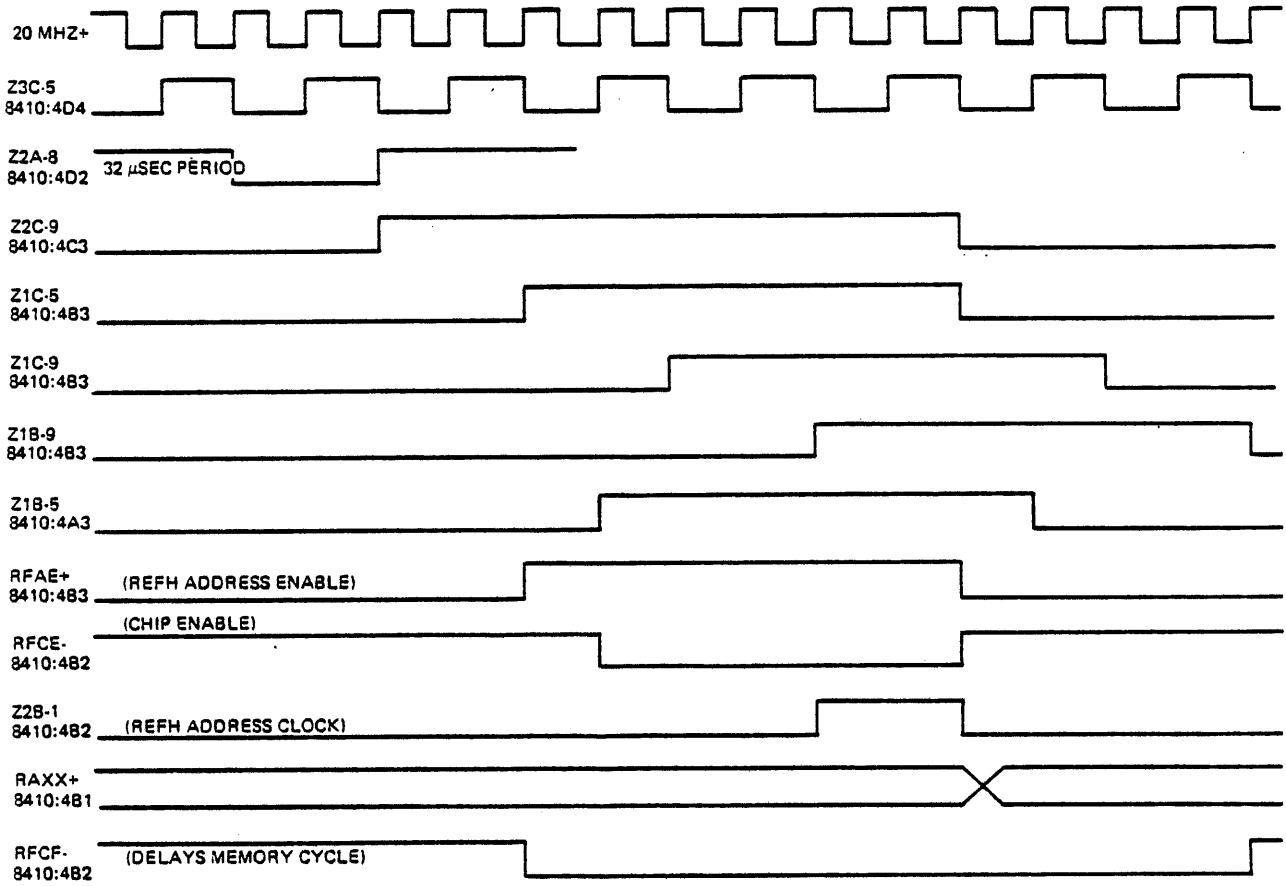 20 MHZ+
Z3C-5
8410:4D4
Z2A-8
8410:4D2
32 µSEC PERIOD
Z2C-9
8410:4C3
Z1C-5
8410:4B3
Z1C-9
8410:4B3
Z1B-9
8410:4B3
Z1B-5
8410:4A3
RFAE+
8410:4B3
(REFH ADDRESS ENABLE)
(CHIP ENABLE)
RFCE-
8410:4B2
Z2B-1
8410:4B2
(REFH ADDRESS CLOCK)
RAXX+
8410:4B1
RFCF-
8410:4B2
(DELAYS MEMORY CYCLE)